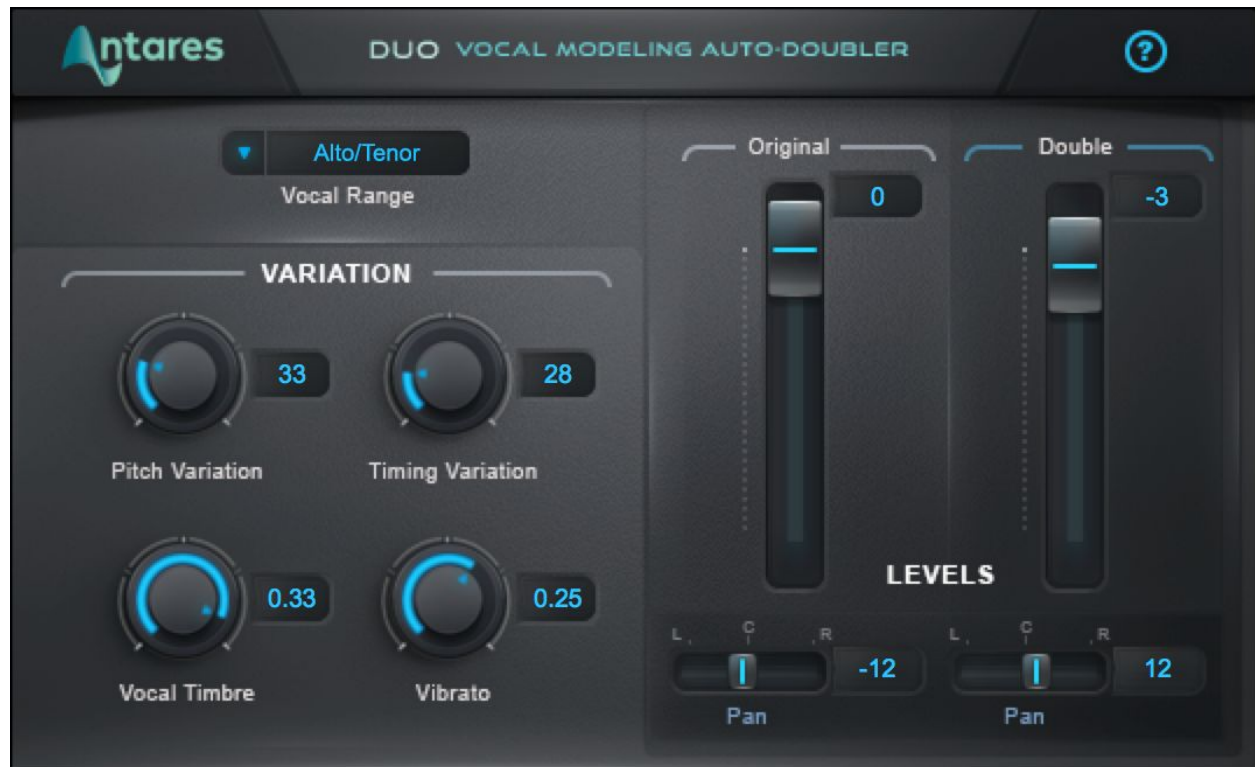 Antares
DUO VOCAL MODELING AUTO-DOUBLER
?
Alto/Tenor
Vocal Range
VARIATION
33
28
Pitch Variation
Timing Variation
0.33
0.25
Vocal Timbre
Vibrato
Original
Double
0
-3
LEVELS
L C R
L C R
-12
12
Pan
Pan